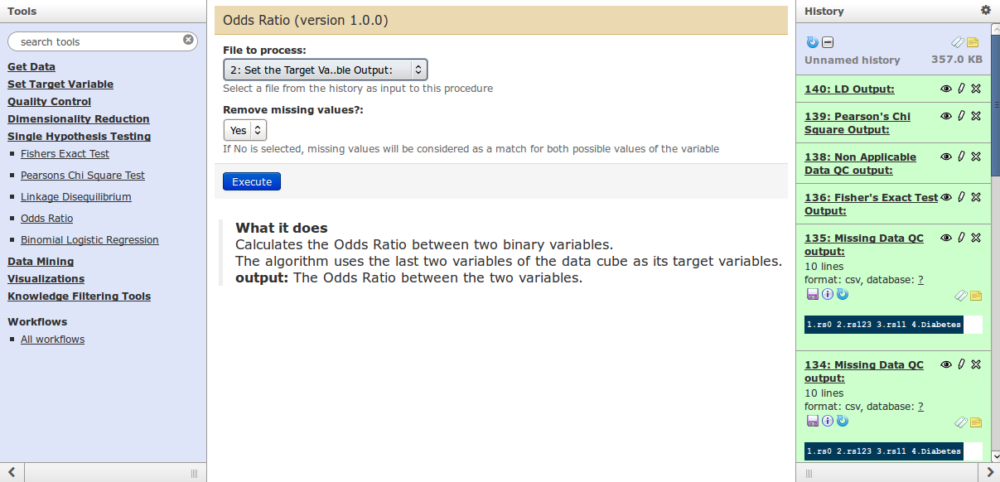 Tools
search tools
Get Data
Set Target Variable
Quality Control
Dimensionality Reduction
Single Hypothesis Testing
Fishers Exact Test
Pearsons Chi Square Test
Linkage Disequilibrium
Odds Ratio
Binomial Logistic Regression
Data Mining
Visualizations
Knowledge Filtering Tools
Workflows
All workflows
Odds Ratio (version 1.0.0)
File to process:
2: Set the Target Va..ble Output:
Select a file from the history as input to this procedure
Remove missing values?:
Yes
If No is selected, missing values will be considered as a match for both possible values of the variable
Execute
What it does
Calculates the Odds Ratio between two binary variables.
The algorithm uses the last two variables of the data cube as its target variables.
output: The Odds Ratio between the two variables.
History
Unnamed history 357.0 KB
140: LD Output:
139: Pearson's Chi
Square Output:
138: Non Applicable
Data QC output:
136: Fisher's Exact Test
Output:
135: Missing Data QC
output:
10 lines
format: csv, database: ?
1.rs0 2.rs123 3.rs11 4.Diabetes
134: Missing Data QC
output:
10 lines
format: csv, database: ?
1.rs0 2.rs123 3.rs11 4.Diabetes